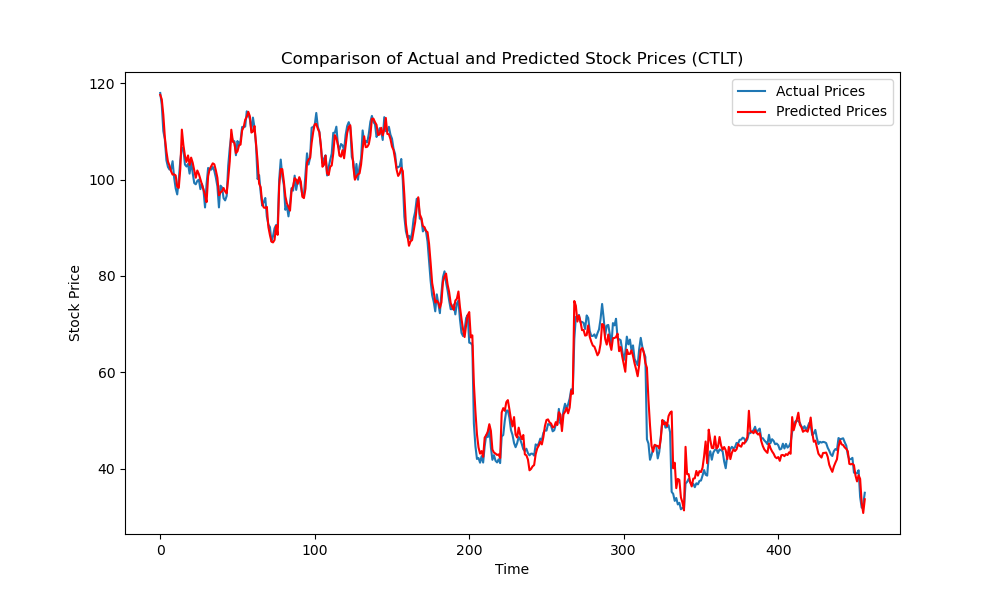 Comparison of Actual and Predicted Stock Prices (CTLT)
Actual Prices
Predicted Prices
Stock Price
120
100
80
60
40
0 100 200 300 400
Time